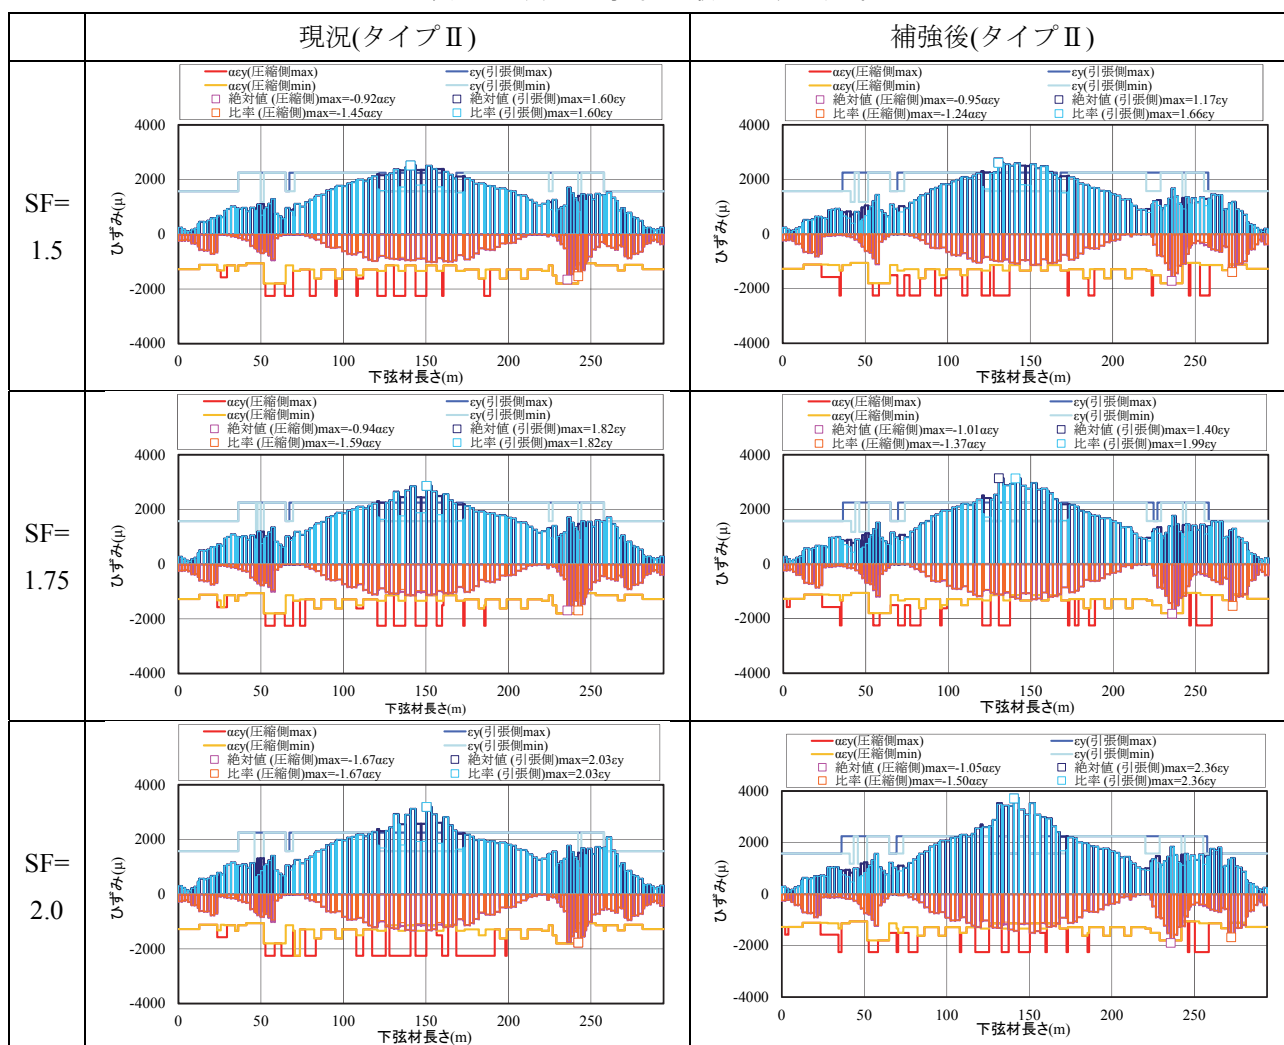 現況(タイプⅡ)
補強後(タイプⅡ)
SF=
1.5
αεy(圧縮側max)
εy(引張側max)
αεy(圧縮側min)
εy(引張側min)
絶対値 (圧縮側)max=-0.92αεy
絶対値 (引張側)max=1.60εy
比率 (圧縮側)max=-1.45αεy
比率 (引張側)max=1.60εy
ひずみ(μ)
4000
2000
0
-2000
-4000
0 50 100 150 200 250
下弦材長さ(m)
αεy(圧縮側max)
εy(引張側max)
αεy(圧縮側min)
εy(引張側min)
絶対値 (圧縮側)max=-0.95αεy
絶対値 (引張側)max=1.17εy
比率 (圧縮側)max=-1.24αεy
比率 (引張側)max=1.66εy
ひずみ(μ)
4000
2000
0
-2000
-4000
0 50 100 150 200 250
下弦材長さ(m)
SF=
1.75
αεy(圧縮側max)
εy(引張側max)
αεy(圧縮側min)
εy(引張側min)
絶対値 (圧縮側)max=-0.94αεy
絶対値 (引張側)max=1.82εy
比率 (圧縮側)max=-1.59αεy
比率 (引張側)max=1.82εy
ひずみ(μ)
4000
2000
0
-2000
-4000
0 50 100 150 200 250
下弦材長さ(m)
αεy(圧縮側max)
εy(引張側max)
αεy(圧縮側min)
εy(引張側min)
絶対値 (圧縮側)max=-1.01αεy
絶対値 (引張側)max=1.40εy
比率 (圧縮側)max=-1.37αεy
比率 (引張側)max=1.99εy
ひずみ(μ)
4000
2000
0
-2000
-4000
0 50 100 150 200 250
下弦材長さ(m)
SF=
2.0
αεy(圧縮側max)
εy(引張側max)
αεy(圧縮側min)
εy(引張側min)
絶対値 (圧縮側)max=-1.67αεy
絶対値 (引張側)max=2.03εy
比率 (圧縮側)max=-1.67αεy
比率 (引張側)max=2.03εy
ひずみ(μ)
4000
2000
0
-2000
-4000
0 50 100 150 200 250
下弦材長さ(m)
αεy(圧縮側max)
εy(引張側max)
αεy(圧縮側min)
εy(引張側min)
絶対値 (圧縮側)max=-1.05αεy
絶対値 (引張側)max=2.36εy
比率 (圧縮側)max=-1.50αεy
比率 (引張側)max=2.36εy
ひずみ(μ)
4000
2000
0
-2000
-4000
0 50 100 150 200 250
下弦材長さ(m)